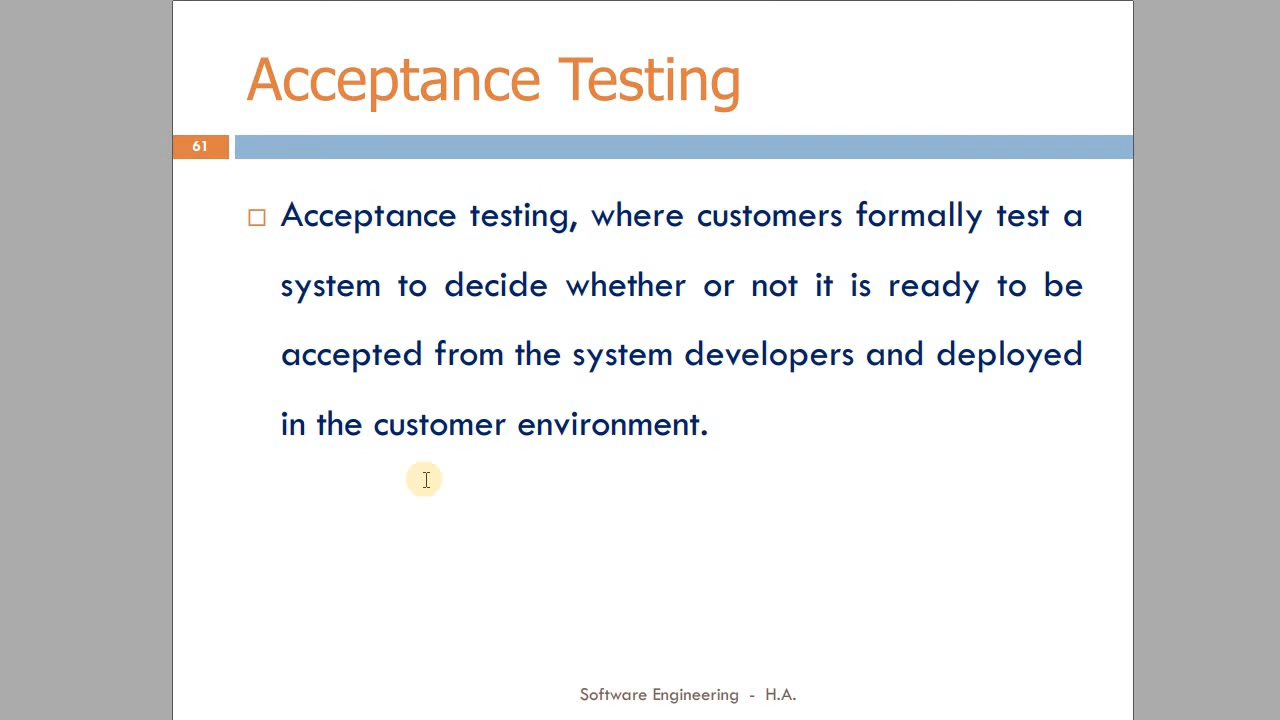 Acceptance Testing
61
Acceptance testing, where customers formally test a
system to decide whether or not it is ready to be
accepted from the system developers and deployed
in the customer environment.
Software Engineering - H.A.